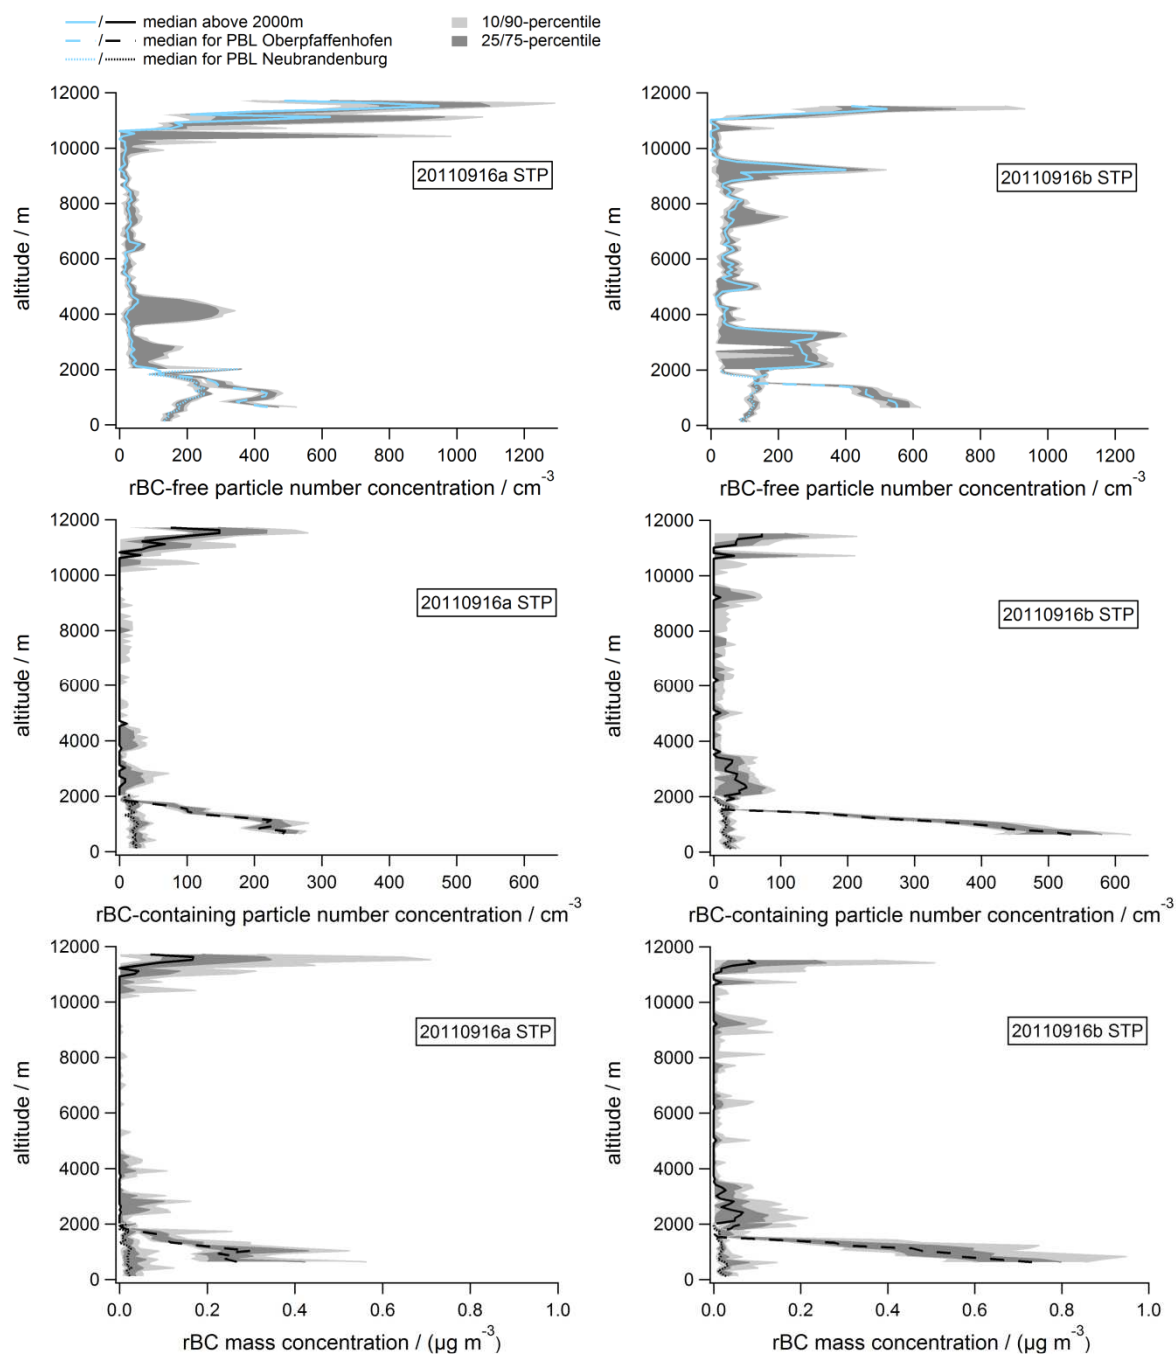 / median above 2000m
/ median for PBL Oberpfaffenhofen
/ median for PBL Neubrandenburg
10/90-percentile
25/75-percentile
12000
10000
8000
6000
4000
2000
0
altitude / m
20110916a STP
0 200 400 600 800 1000 1200
rBC-free particle number concentration / cm⁻³
12000
10000
8000
6000
4000
2000
0
altitude / m
20110916b STP
0 200 400 600 800 1000 1200
rBC-free particle number concentration / cm⁻³
12000
10000
8000
6000
4000
2000
0
altitude / m
20110916a STP
0 100 200 300 400 500 600
rBC-containing particle number concentration / cm⁻³
12000
10000
8000
6000
4000
2000
0
altitude / m
20110916b STP
0 100 200 300 400 500 600
rBC-containing particle number concentration / cm⁻³
12000
10000
8000
6000
4000
2000
0
altitude / m
20110916a STP
0.0 0.2 0.4 0.6 0.8 1.0
rBC mass concentration / (µg m⁻³)
12000
10000
8000
6000
4000
2000
0
altitude / m
20110916b STP
0.0 0.2 0.4 0.6 0.8 1.0
rBC mass concentration / (µg m⁻³)